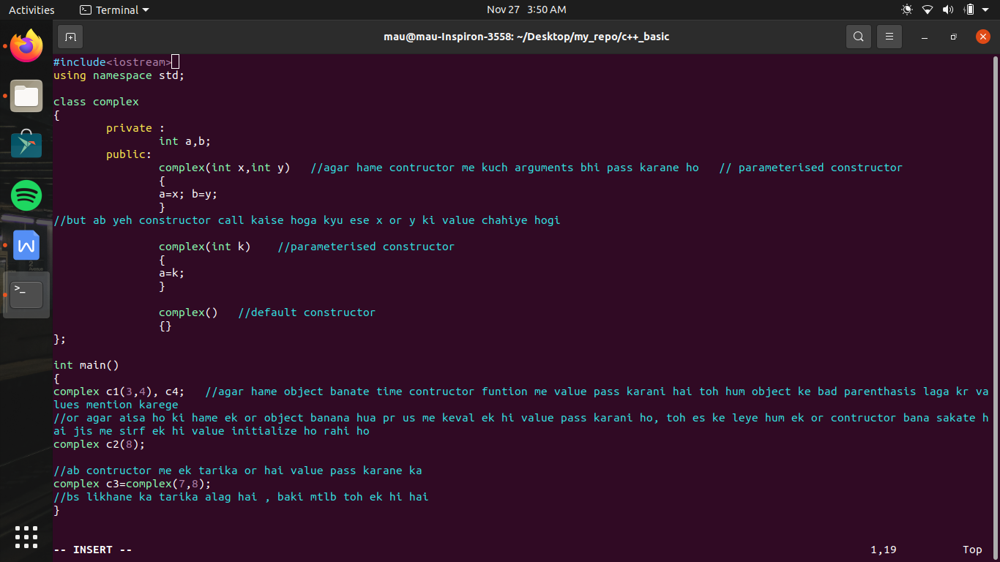 Activities Terminal Nov 27 3:50 AM
mau@mau-Inspiron-3558: ~/Desktop/my_repo/c++_basic
#include<iostream>
using namespace std;
class complex
{
private :
int a,b;
public:
complex(int x,int y) //agar hame contructor me kuch arguments bhi pass karane ho // parameterised constructor
{
a=x; b=y;
}
//but ab yeh constructor call kaise hoga kyu ese x or y ki value chahiye hogi
complex(int k) //parameterised constructor
{
a=k;
}
complex() //default constructor
{}
};
int main()
{
complex c1(3,4), c4; //agar hame object banate time contructor funtion me value pass karani hai toh hum object ke bad parenthasis laga kr va
lues mention karege
//or agar aisa ho ki hame ek or object banana hua pr us me keval ek hi value pass karani ho, toh es ke leye hum ek or contructor bana sakate h
ai jis me sirf ek hi value initialize ho rahi ho
complex c2(8);
//ab contructor me ek tarika or hai value pass karane ka
complex c3=complex(7,8);
//bs likhane ka tarika alag hai , baki mtlb toh ek hi hai
}
-- INSERT -- 1,19 Top